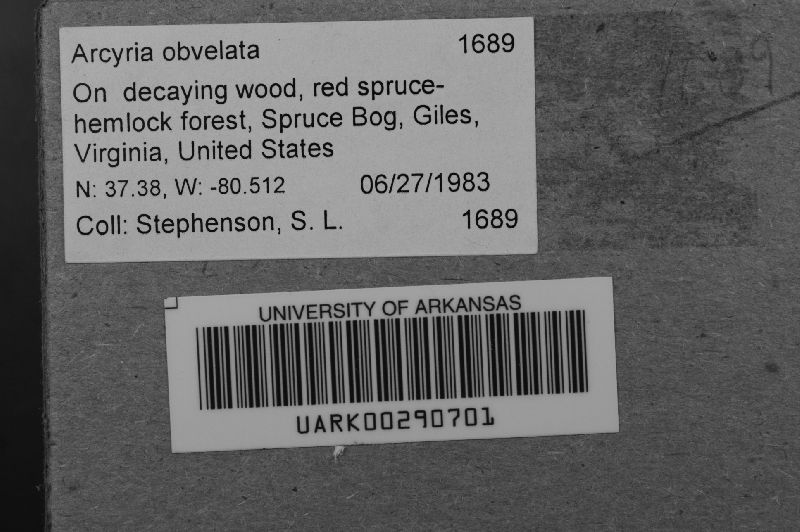 Arcyria obvelata 1689
On decaying wood, red spruce-
hemlock forest, Spruce Bog, Giles,
Virginia, United States
N: 37.38, W: -80.512 06/27/1983
Coll: Stephenson, S. L. 1689
UNIVERSITY OF ARKANSAS
UARK00290701